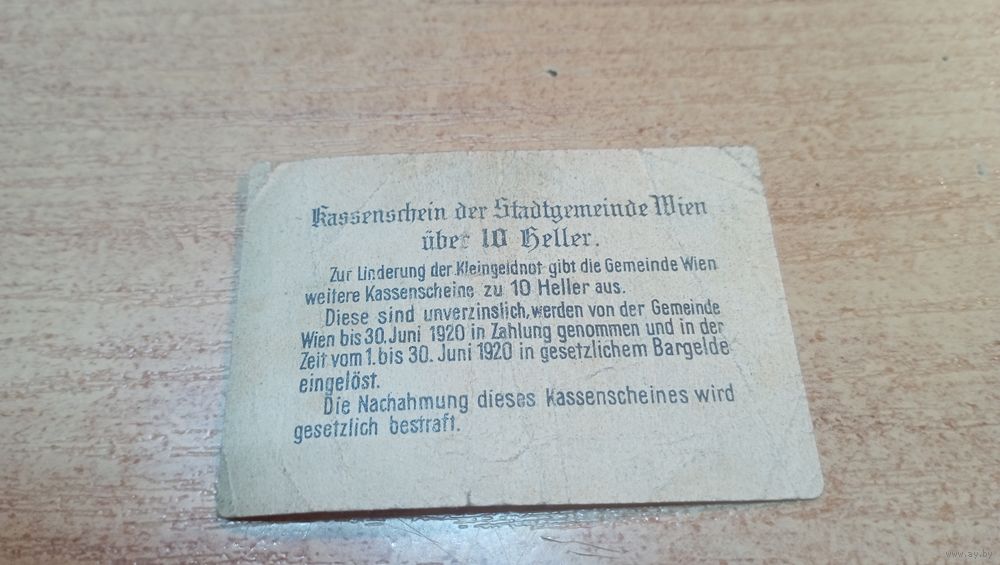 Kassenschein der Stadtgemeinde Wien
über 10 Heller.
Zur Linderung der Kleingeldnot gibt die Gemeinde Wien
weitere Kassenscheine zu 10 Heller aus.
Diese sind unverzinslich, werden von der Gemeinde
Wien bis 30. Juni 1920 in Zahlung genommen und in der
Zeit vom 1. bis 30. Juni 1920 in gesetzlichem Bargelde
eingelöst.
Die Nachahmung dieses Kassenscheines wird
gesetzlich bestraft.
www.ay.by